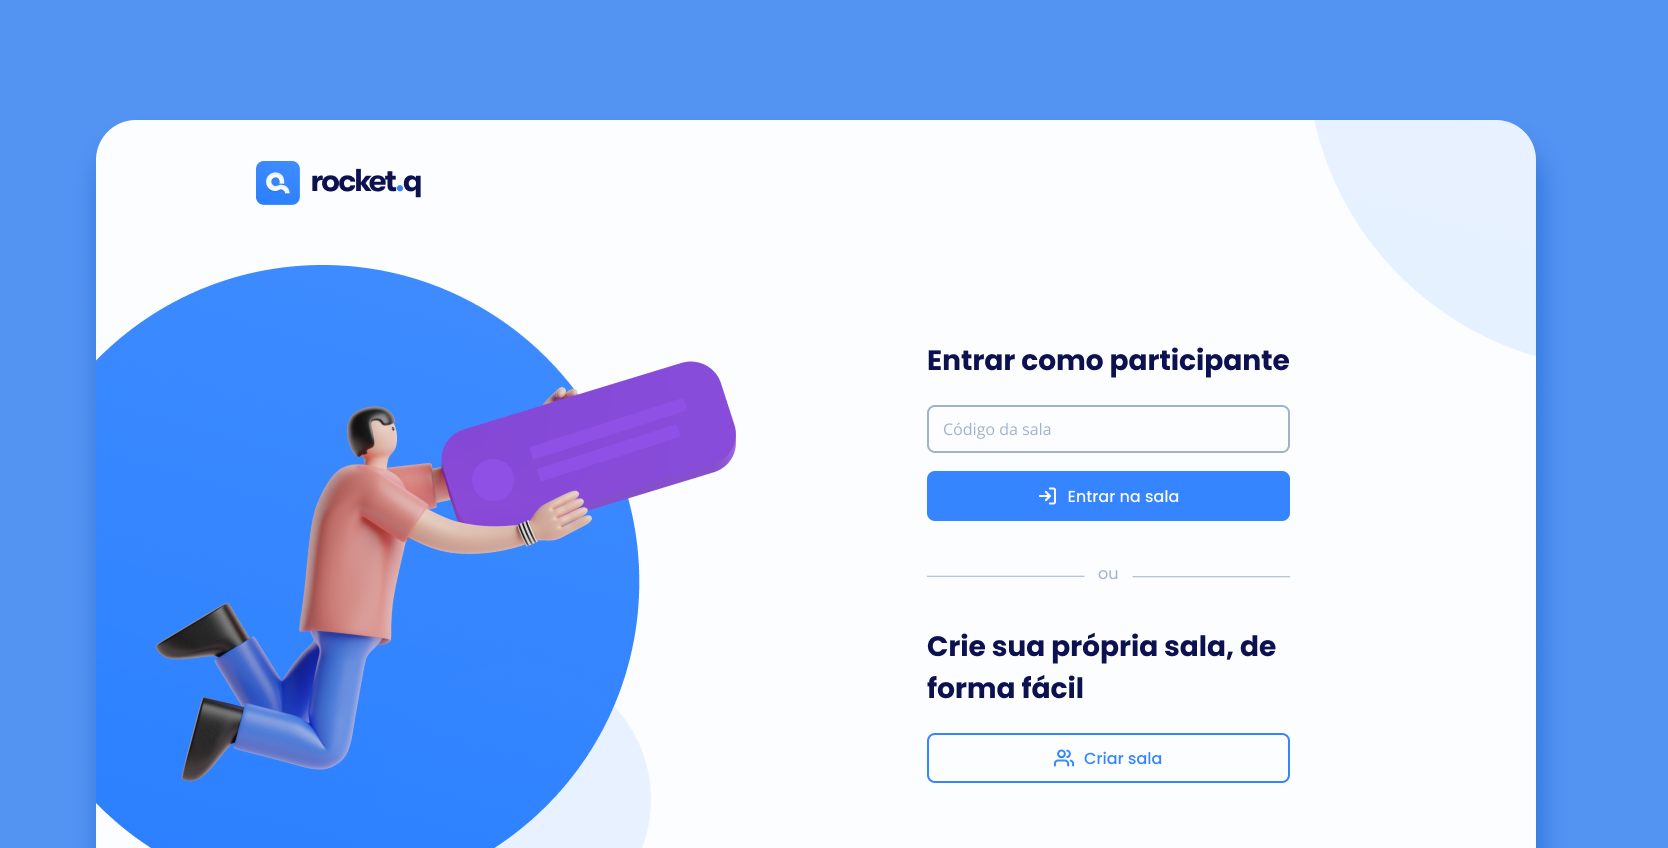 rocket.q
Entrar como participante
Código da sala
Entrar na sala
ou
Crie sua própria sala, de
forma fácil
Criar sala